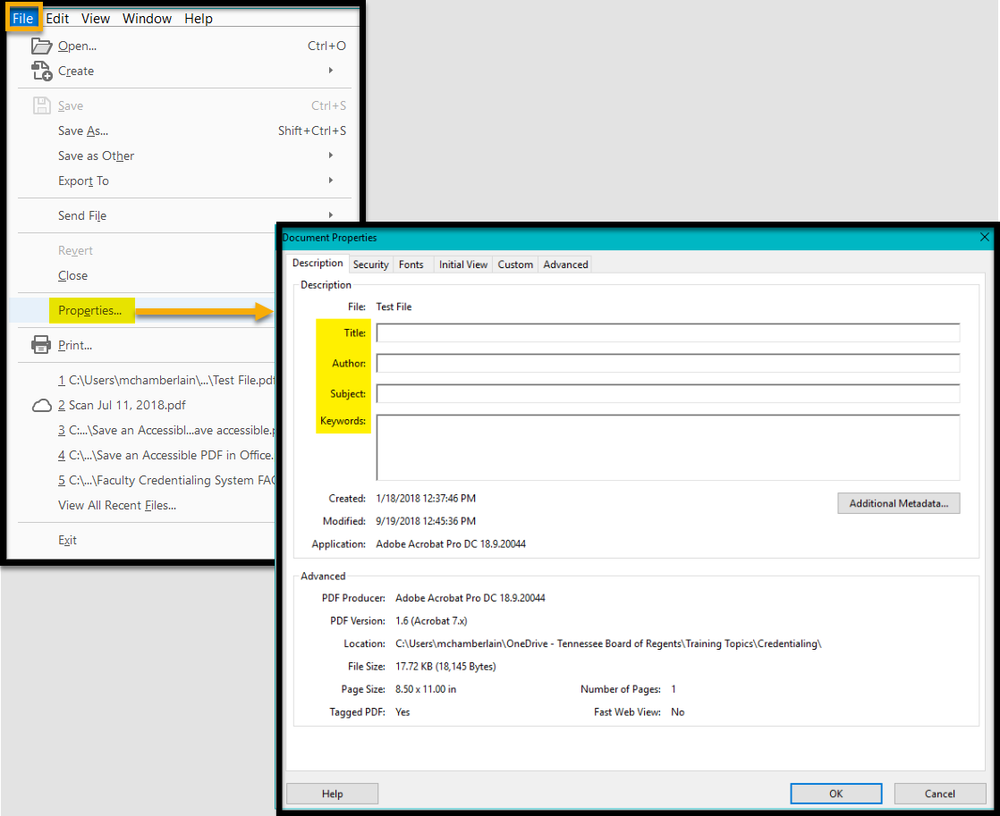 File Edit View Window Help
Open... Ctrl+O
Create
Save Ctrl+S
Save As... Shift+Ctrl+S
Save as Other
Export To
Send File
Revert
Close
Properties...
Print...
1 C:\Users\mchamberlain\...\Test File.pdf
2 Scan Jul 11, 2018.pdf
3 C:...\Save an Accessibl...ave accessible.p
4 C:\...\Save an Accessible PDF in Office.
5 C:\...\Faculty Credentialing System FAQ
View All Recent Files...
Exit
Document Properties
Description Security Fonts Initial View Custom Advanced
Description
File: Test File
Title:
Author:
Subject:
Keywords:
Created: 1/18/2018 12:37:46 PM
Additional Metadata...
Modified: 9/19/2018 12:45:36 PM
Application: Adobe Acrobat Pro DC 18.9.20044
Advanced
PDF Producer: Adobe Acrobat Pro DC 18.9.20044
PDF Version: 1.6 (Acrobat 7.x)
Location: C:\Users\mchamberlain\OneDrive - Tennessee Board of Regents\Training Topics\Credentialing\
File Size: 17.72 KB (18,145 Bytes)
Page Size: 8.50 x 11.00 in Number of Pages: 1
Tagged PDF: Yes Fast Web View: No
Help OK Cancel